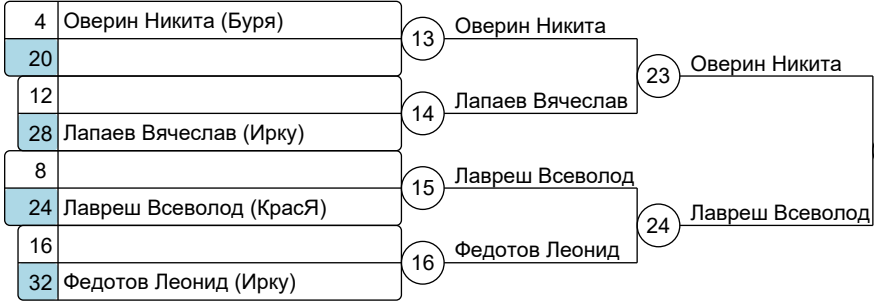 4 Оверин Никита (Буря)
20
12
28 Лапаев Вячеслав (Ирку)
8
24 Лавреш Всеволод (КрасЯ)
16
32 Федотов Леонид (Ирку)
13 Оверин Никита
14 Лапаев Вячеслав
15 Лавреш Всеволод
16 Федотов Леонид
23 Оверин Никита
24 Лавреш Всеволод